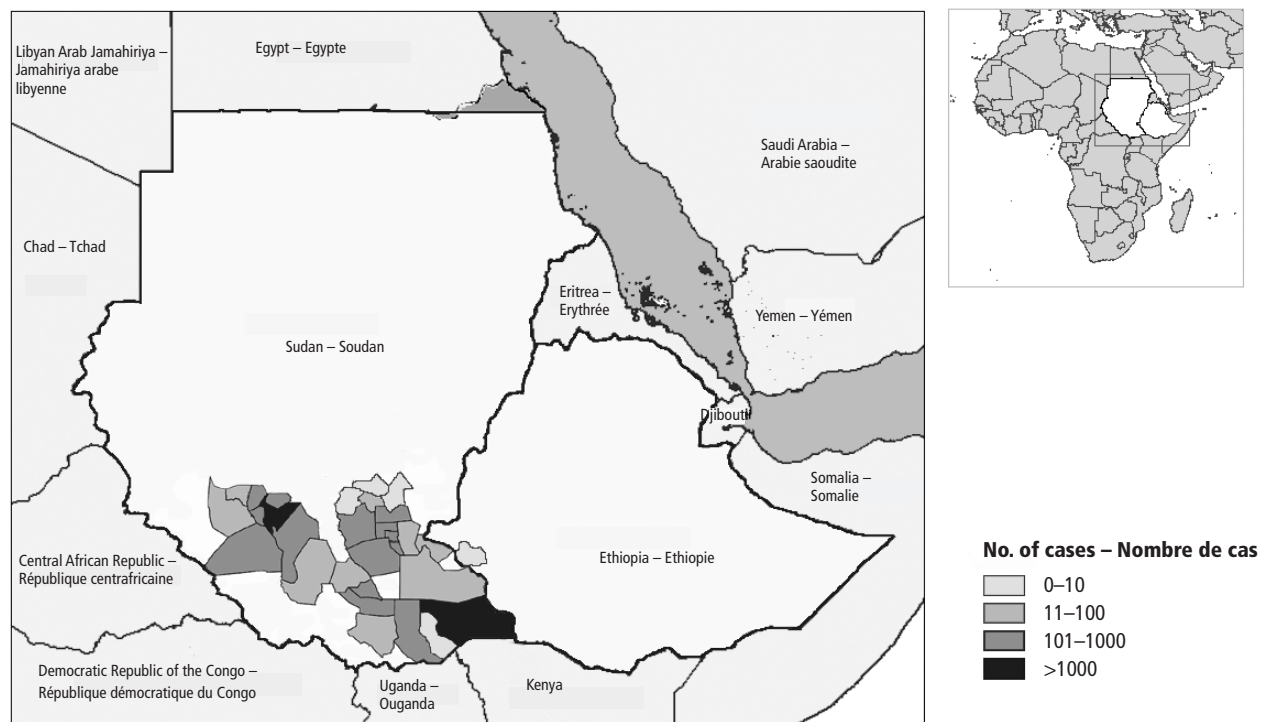 Libyan Arab Jamahiriya –
Jamahiriya arabe
libyenne
Egypt – Egypte
Saudi Arabia –
Arabie saoudite
Chad – Tchad
Eritrea –
Erythrée
Yemen – Yémen
Sudan – Soudan
Djibouti
Somalia –
Somalie
Central African Republic –
République centrafricaine
Ethiopia – Ethiopie
Democratic Republic of the Congo –
République démocratique du Congo
Uganda –
Ouganda
Kenya
No. of cases – Nombre de cas
0–10
11–100
101–1000
>1000